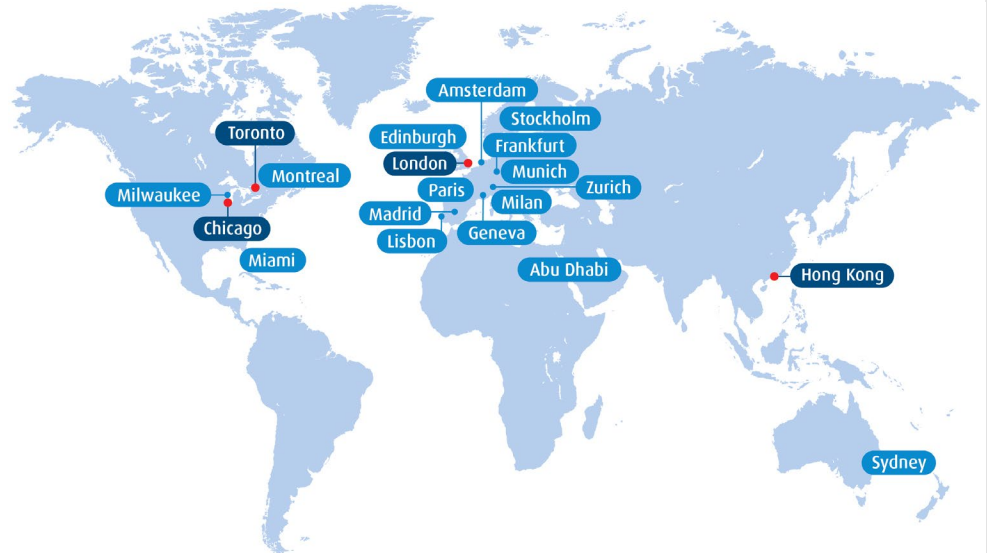 Amsterdam
Stockholm
Toronto
Edinburgh
Frankfurt
London
Munich
Montreal
Milwaukee
Paris
Zurich
Milan
Madrid
Chicago
Lisbon
Geneva
Miami
Abu Dhabi
Hong Kong
Sydney